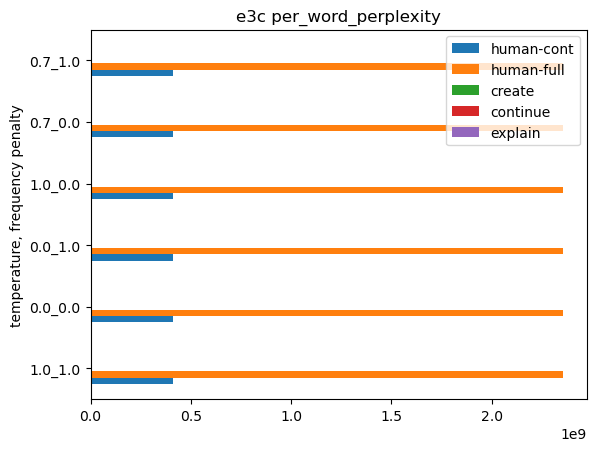 e3c per_word_perplexity
human-cont
human-full
create
continue
explain
temperature, frequency penalty
0.7_1.0
0.7_0.0
1.0_0.0
0.0_1.0
0.0_0.0
1.0_1.0
0.0 0.5 1.0 1.5 2.0
1e9